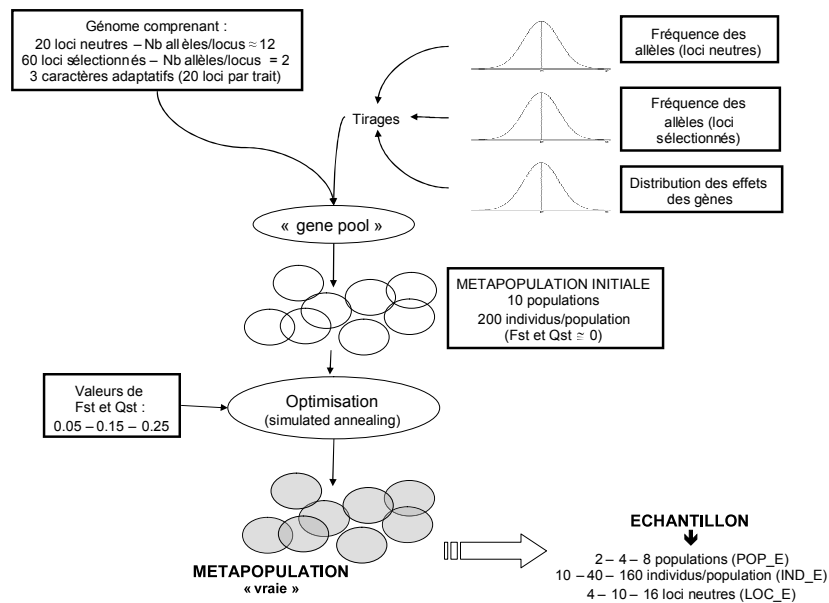 Génome comprenant :
20 loci neutres – Nb allèles/locus ≈ 12
60 loci sélectionnés – Nb allèles/locus = 2
3 caractères adaptatifs (20 loci par trait)
Fréquence des
allèles (loci neutres)
Tirages
Fréquence des
allèles (loci
sélectionnés)
Distribution des effets
des gènes
« gene pool »
METAPOPULATION INITIALE
10 populations
200 individus/population
(Fst et Qst ≅ 0)
Valeurs de
Fst et Qst :
0.05 – 0.15 – 0.25
Optimisation
(simulated annealing)
METAPOPULATION
« vraie »
ECHANTILLON
2 – 4 – 8 populations (POP_E)
10 – 40 – 160 individus/population (IND_E)
4 – 10 – 16 loci neutres (LOC_E)